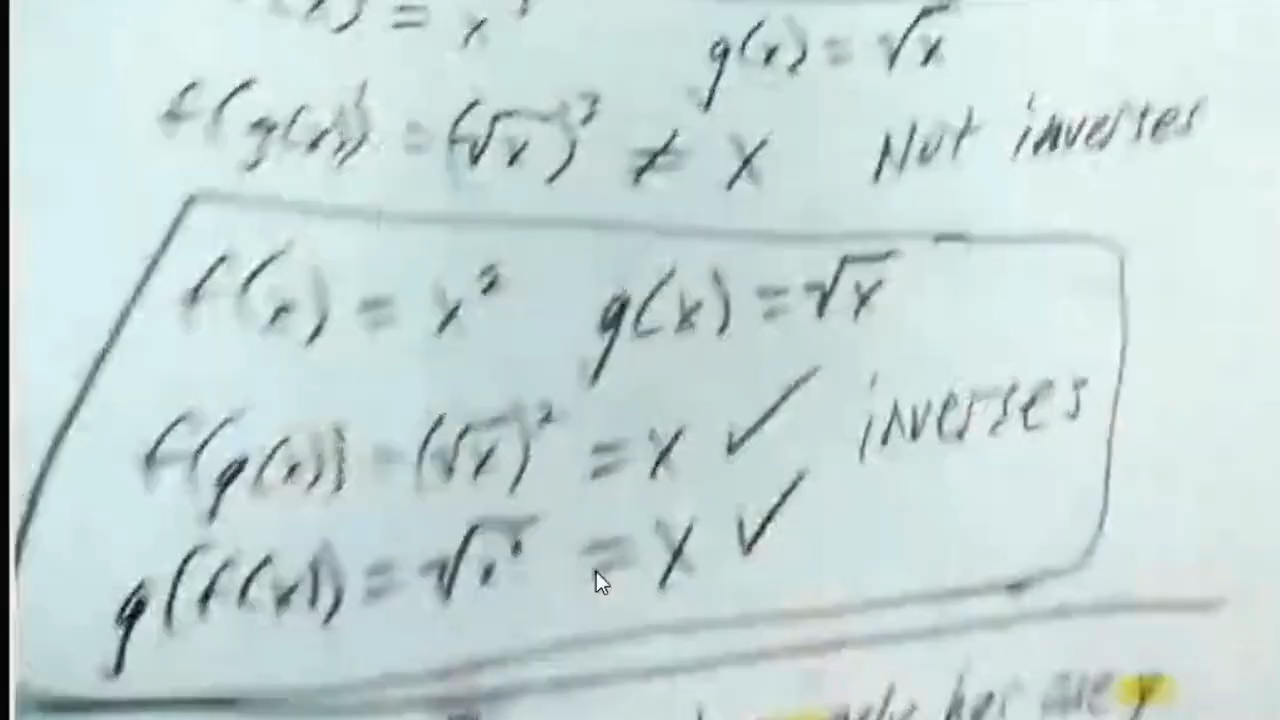 g(x) = √x
f(g(x)) = (√x)³ ≠ x Not inverses
f(x) = x² g(x) = √x
f(g(x)) = (√x)² = x ✓ inverses
g(f(x)) = √x² = x ✓